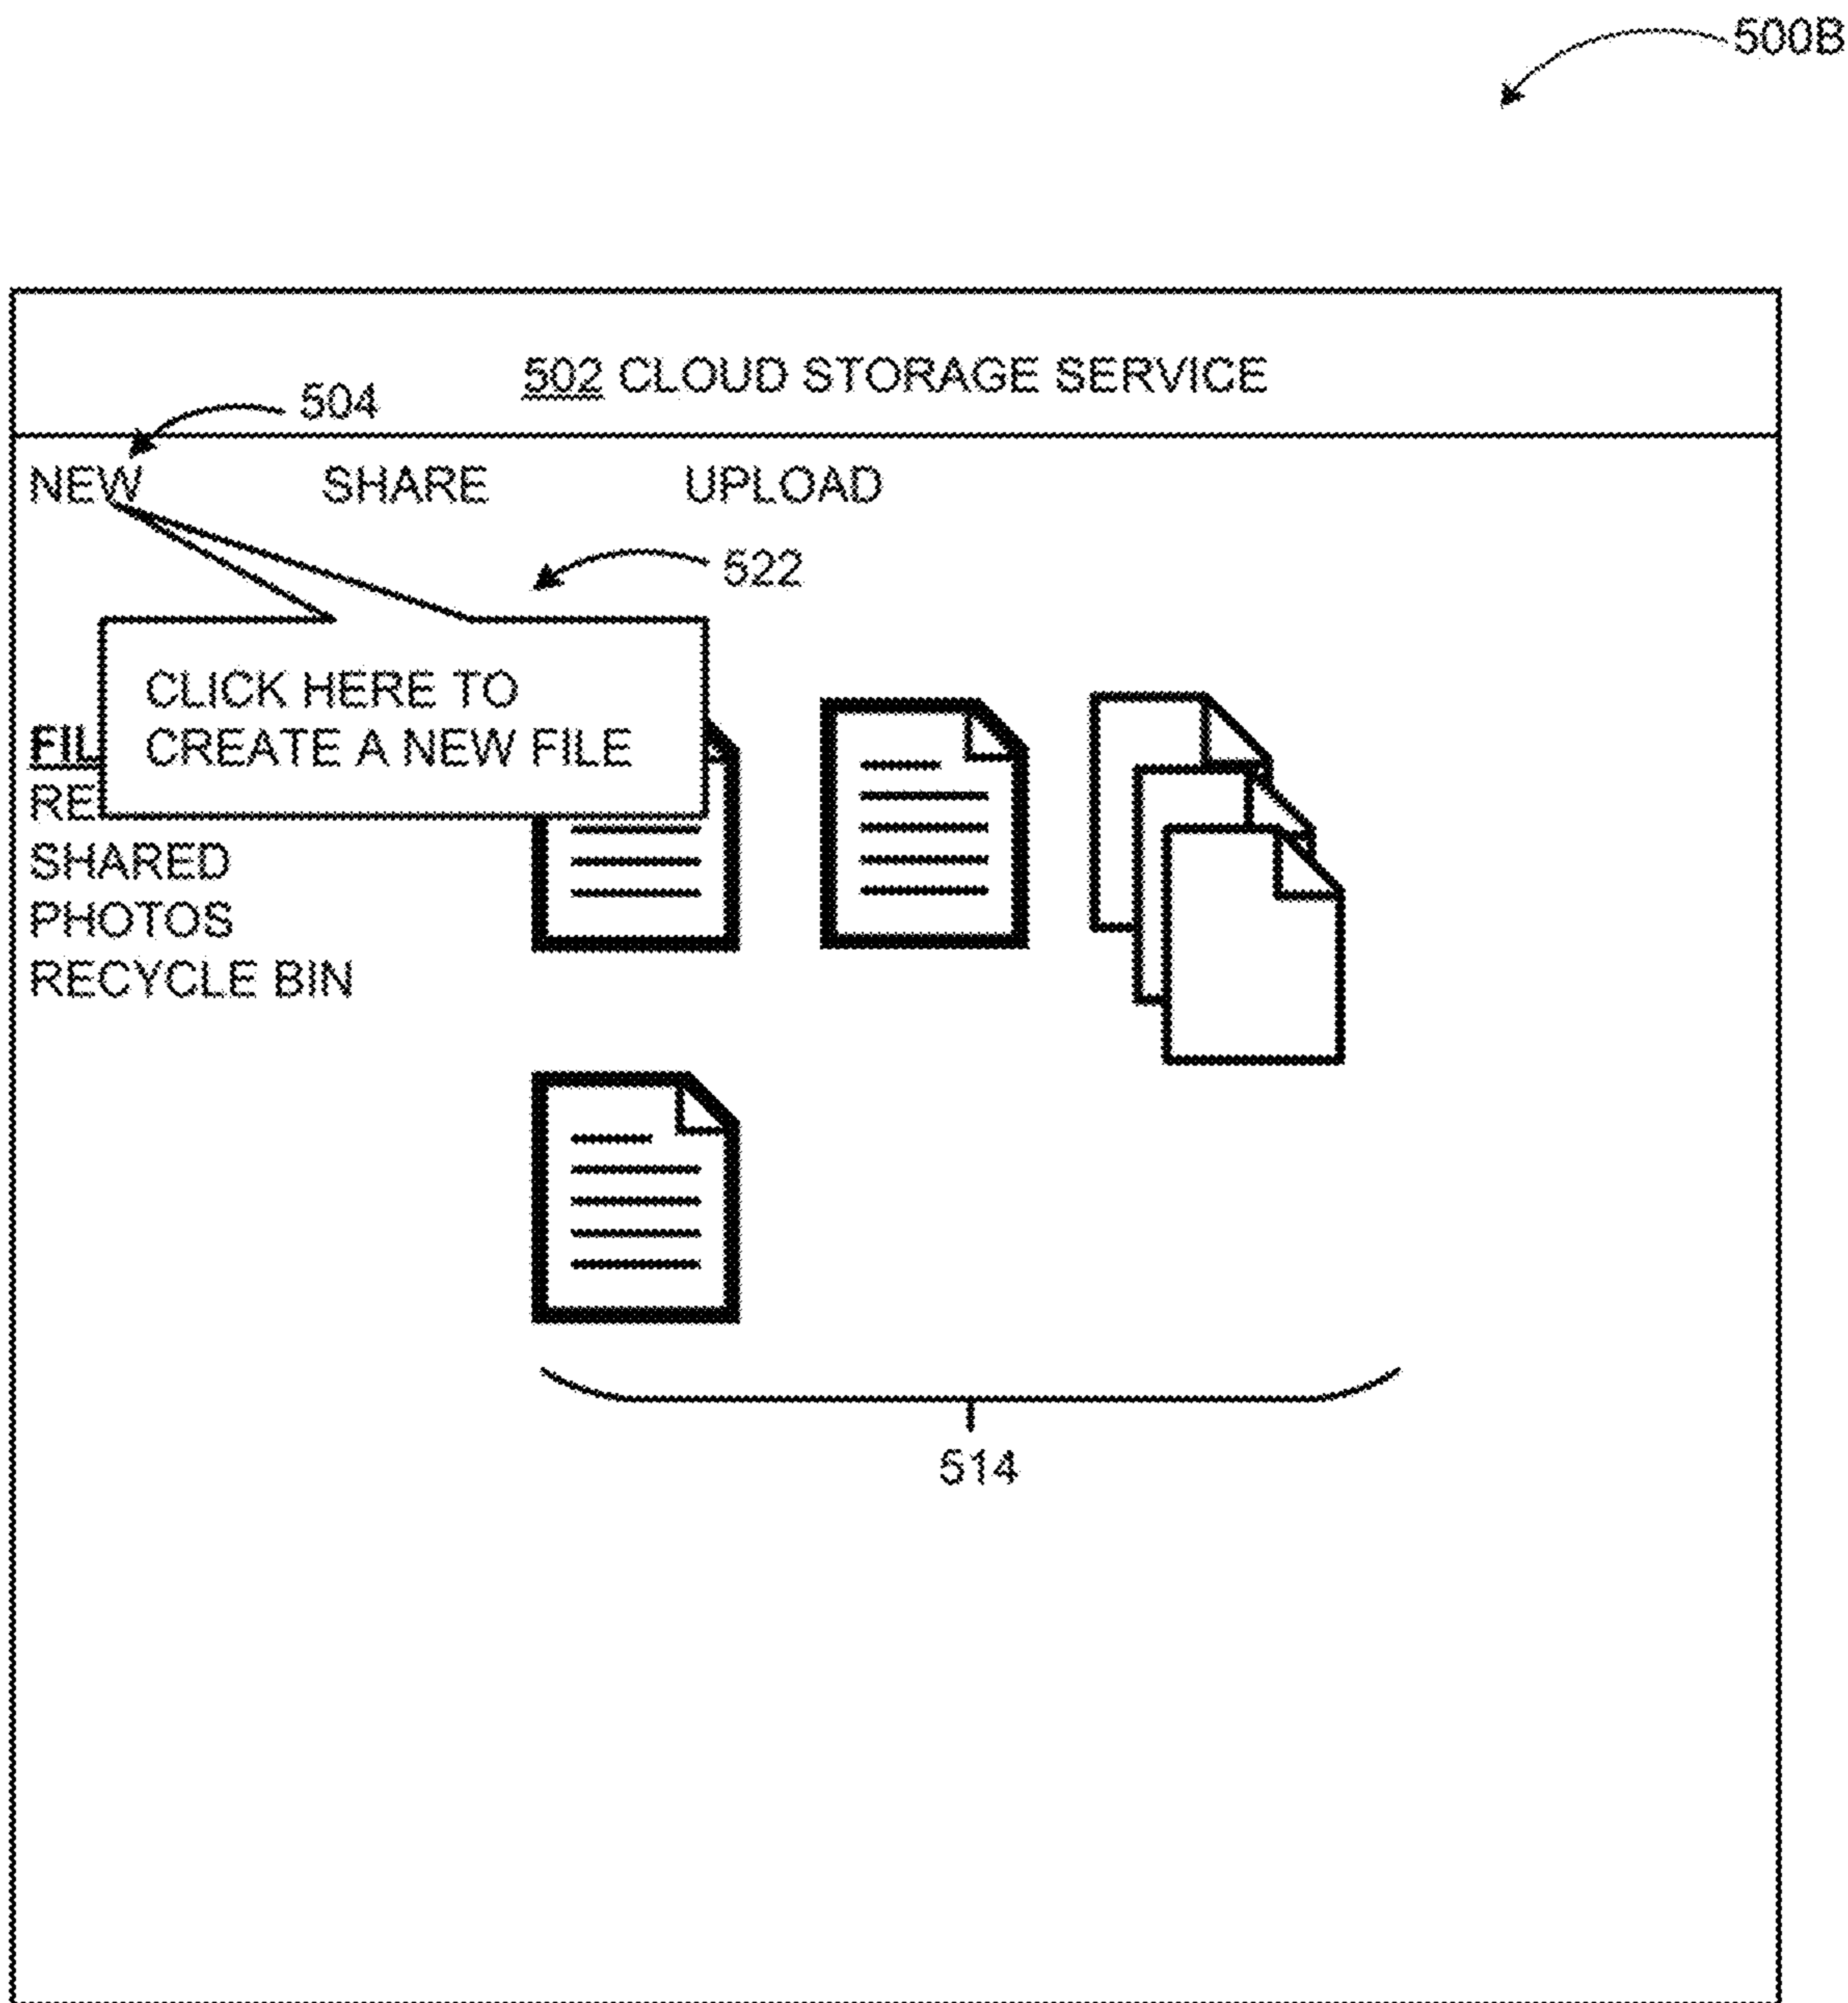 500B
502 CLOUD STORAGE SERVICE
504
NEW SHARE UPLOAD
522
CLICK HERE TO
CREATE A NEW FILE
SHARED
PHOTOS
RECYCLE BIN
514